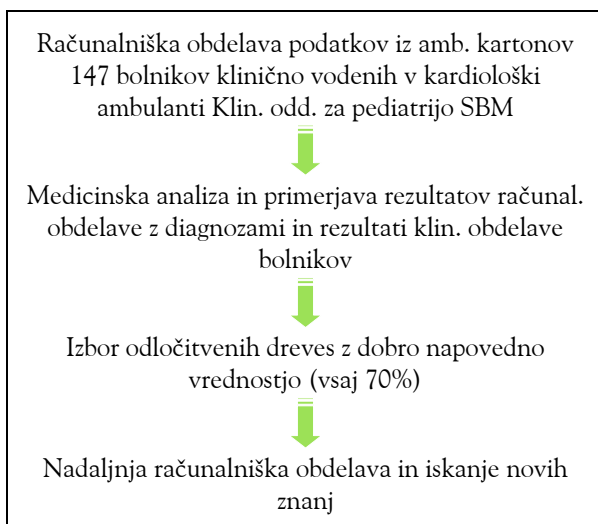 Računalniška obdelava podatkov iz amb. kartonov
147 bolnikov klinično vodenih v kardiološki
ambulanti Klin. odd. za pediatrijo SBM
Medicinska analiza in primerjava rezultatov računal.
obdelave z diagnozami in rezultati klin. obdelave
bolnikov
Izbor odločitvenih dreves z dobro napovedno
vrednostjo (vsaj 70%)
Nadaljnja računalniška obdelava in iskanje novih
znanj